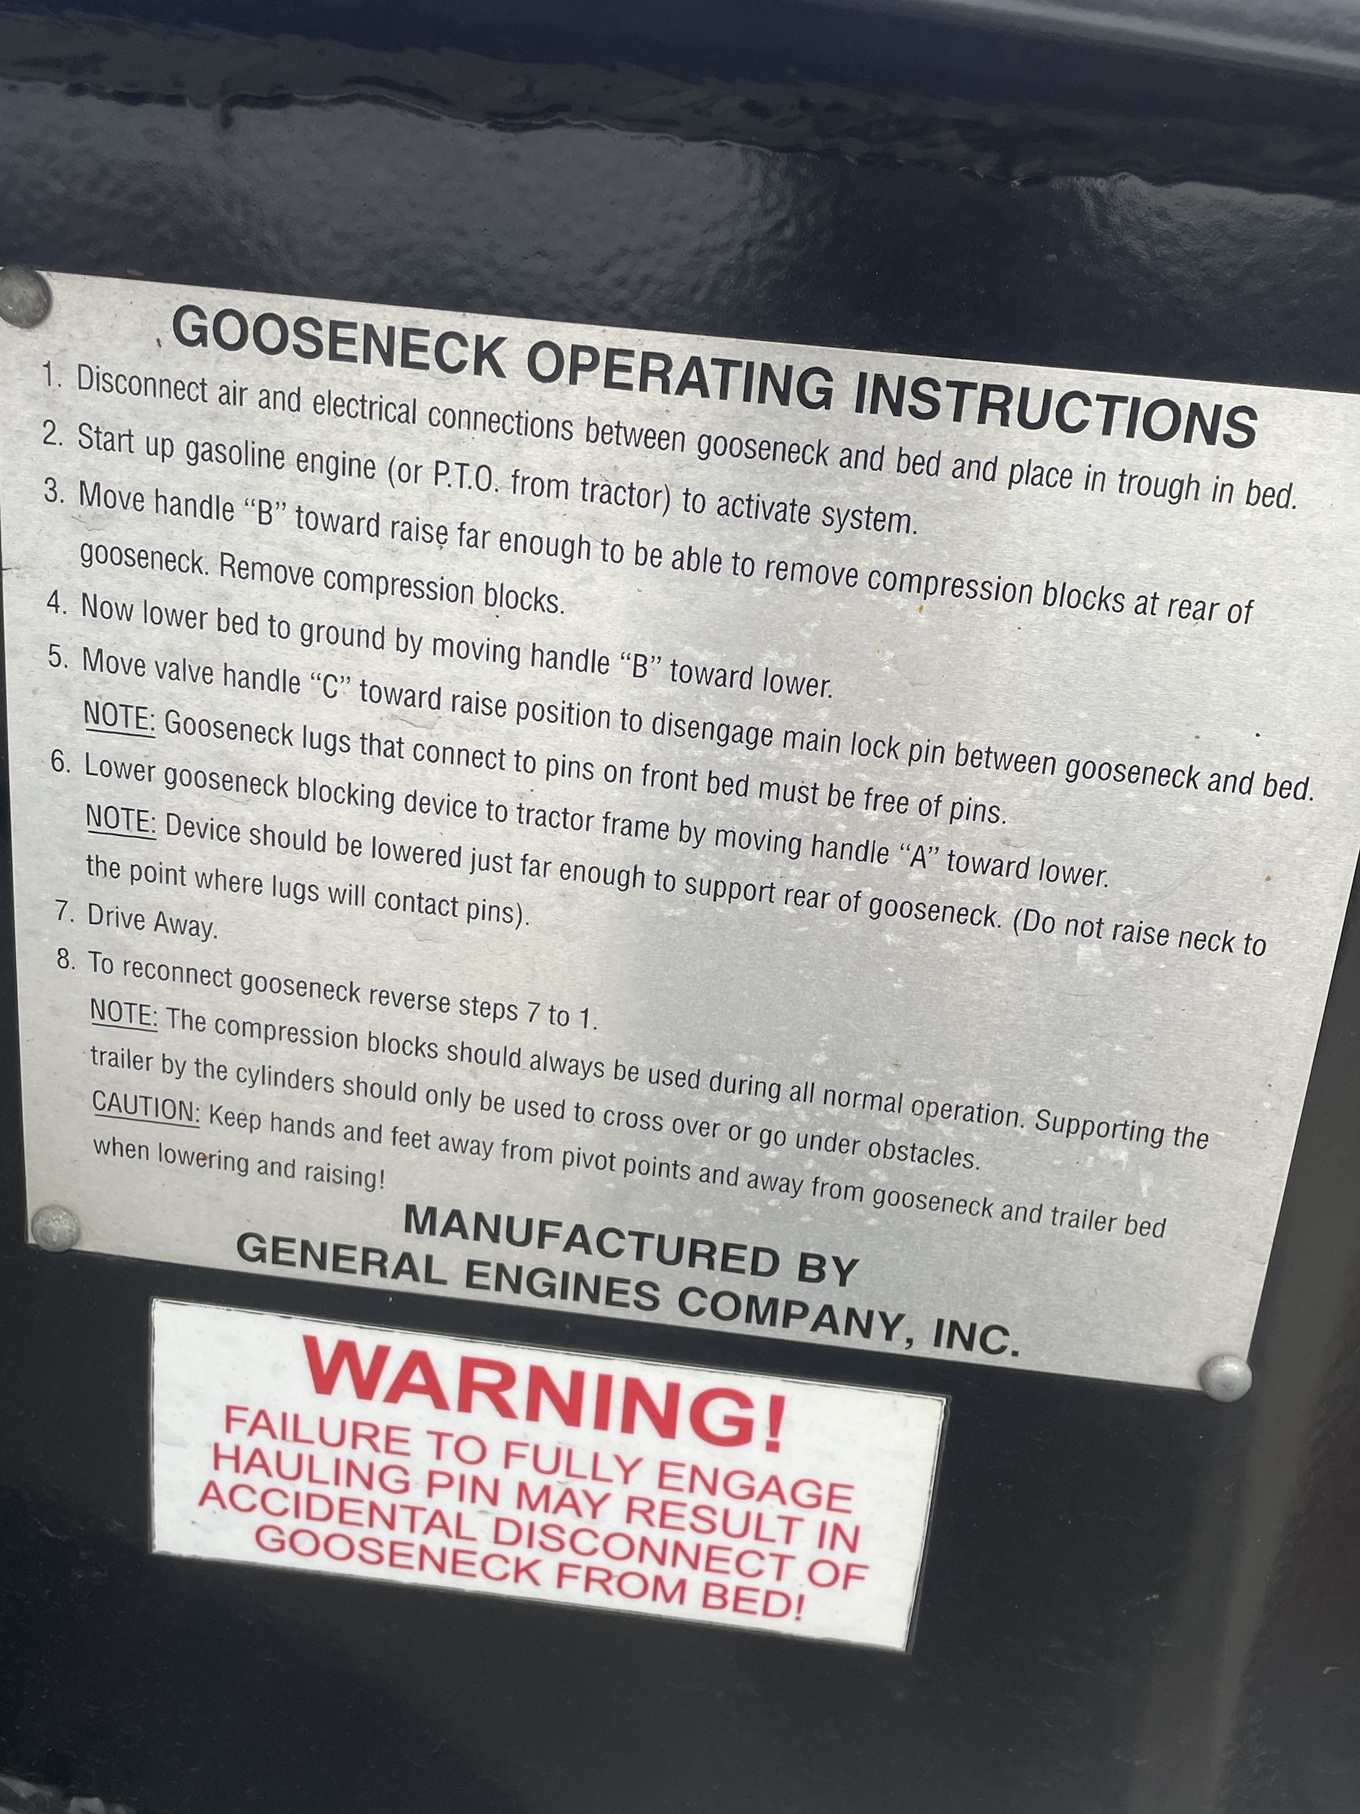 GOOSENECK OPERATING INSTRUCTIONS
1. Disconnect air and electrical connections between gooseneck and bed and place in trough in bed.
2. Start up gasoline engine (or P.T.O. from tractor) to activate system.
3. Move handle “B” toward raise far enough to be able to remove compression blocks at rear of
gooseneck. Remove compression blocks.
4. Now lower bed to ground by moving handle “B” toward lower.
5. Move valve handle “C” toward raise position to disengage main lock pin between gooseneck and bed.
NOTE: Gooseneck lugs that connect to pins on front bed must be free of pins.
6. Lower gooseneck blocking device to tractor frame by moving handle “A” toward lower.
NOTE: Device should be lowered just far enough to support rear of gooseneck. (Do not raise neck to
the point where lugs will contact pins).
7. Drive Away.
8. To reconnect gooseneck reverse steps 7 to 1.
NOTE: The compression blocks should always be used during all normal operation. Supporting the
trailer by the cylinders should only be used to cross over or go under obstacles.
CAUTION: Keep hands and feet away from pivot points and away from gooseneck and trailer bed
when lowering and raising!
MANUFACTURED BY
GENERAL ENGINES COMPANY, INC.
WARNING!
FAILURE TO FULLY ENGAGE
HAULING PIN MAY RESULT IN
ACCIDENTAL DISCONNECT OF
GOOSENECK FROM BED!